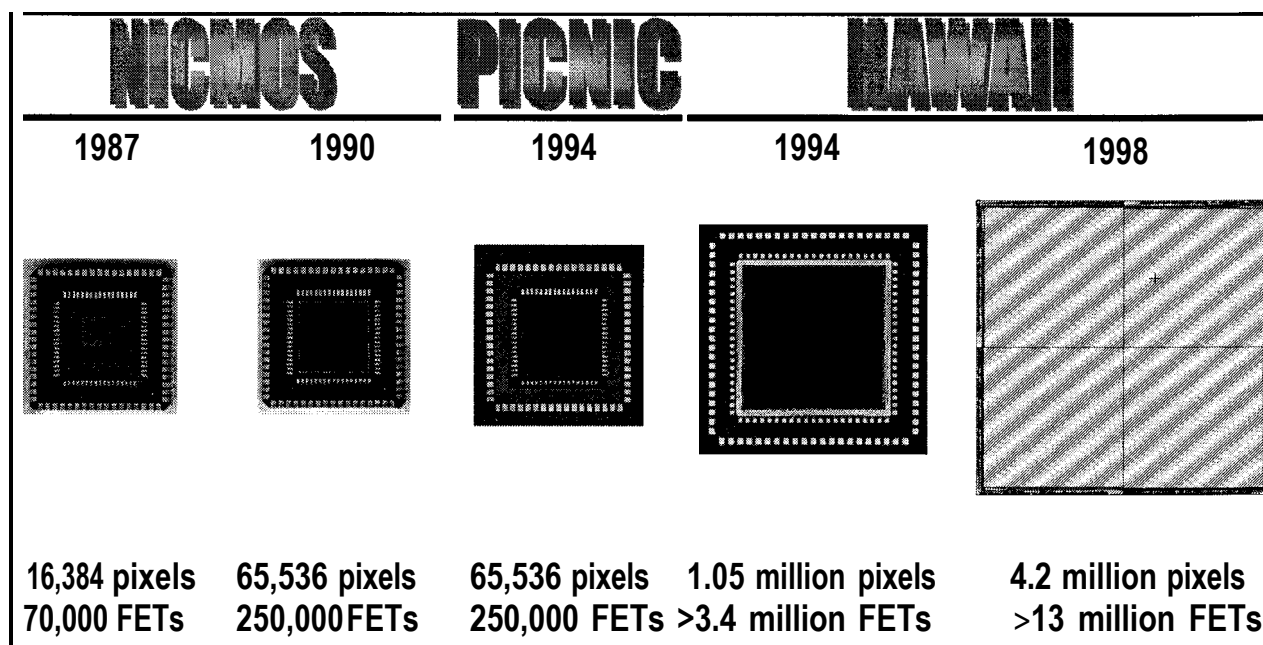 NICMOS PICNIC HAWAII
1987 1990 1994 1994 1998
16,384 pixels 65,536 pixels 65,536 pixels 1.05 million pixels 4.2 million pixels
70,000 FETs 250,000 FETs 250,000 FETs >3.4 million FETs >13 million FETs